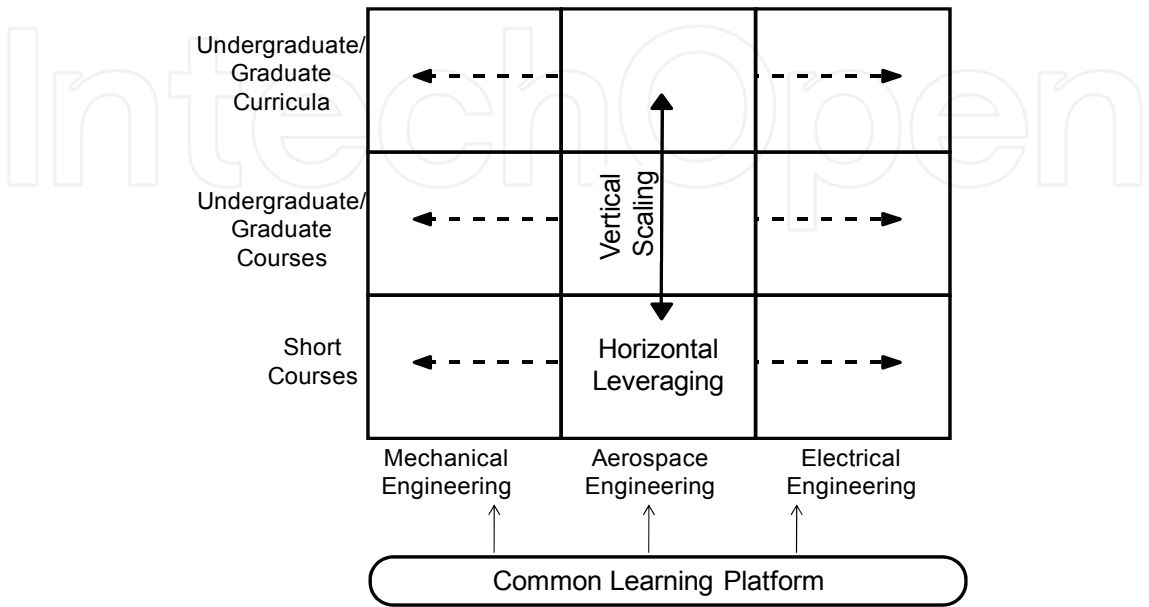 IntechOpen
Undergraduate/
Graduate
Curricula
Undergraduate/
Graduate
Courses
Vertical
Scaling
Short
Courses
Horizontal
Leveraging
Mechanical
Engineering
Aerospace
Engineering
Electrical
Engineering
Common Learning Platform